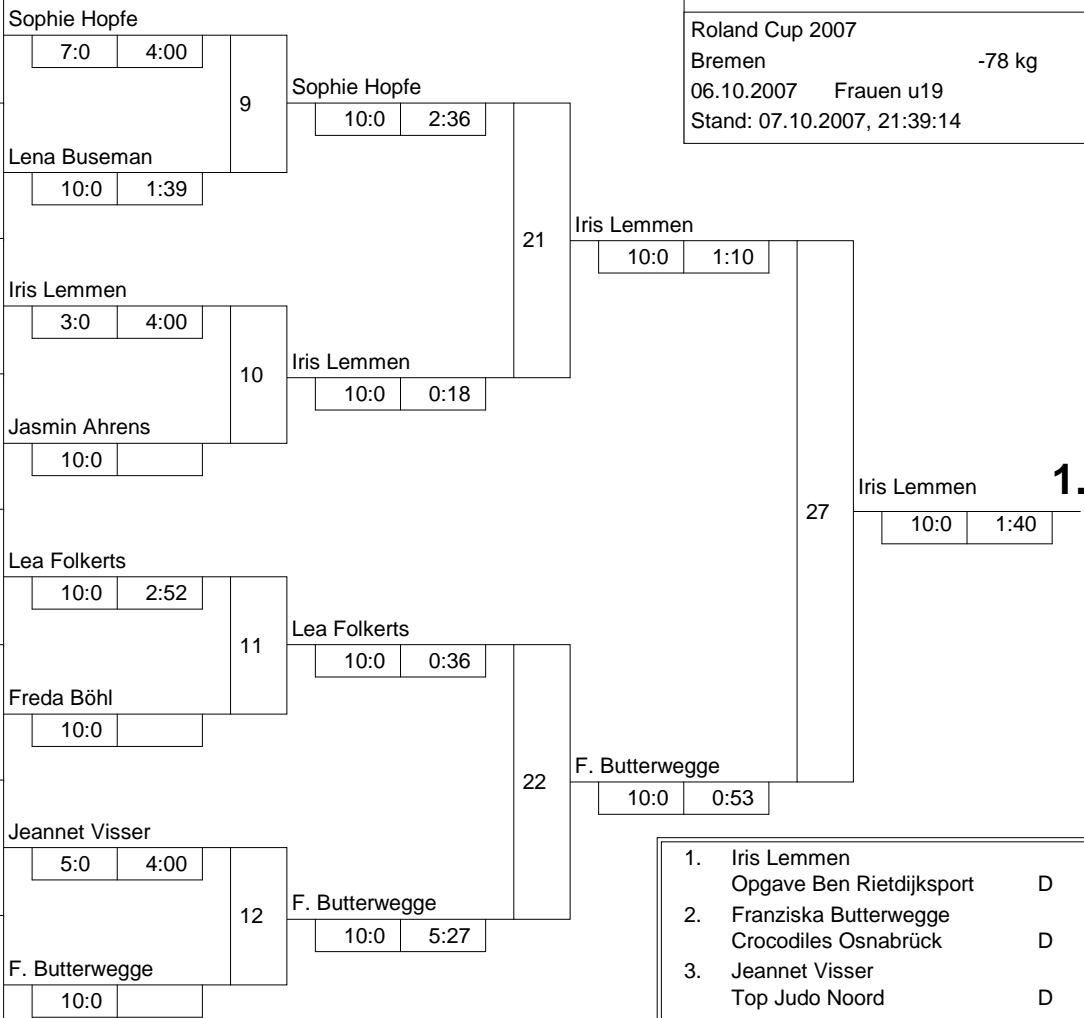 Sophie Hopfe
7:0 4:00
9
Lena Buseman
10:0 1:39
Iris Lemmen
3:0 4:00
10
Jasmin Ahrens
10:0
Lea Folkerts
10:0 2:52
11
Freda Böhl
10:0
Jeannet Visser
5:0 4:00
12
F. Butterwegge
10:0
Sophie Hopfe
10:0 2:36
21
Iris Lemmen
10:0 0:18
Lea Folkerts
10:0 0:36
22
F. Butterwegge
10:0 5:27
Iris Lemmen
10:0 1:10
27
F. Butterwegge
10:0 0:53
Iris Lemmen 1.
10:0 1:40
Roland Cup 2007
Bremen -78 kg
06.10.2007 Frauen u19
Stand: 07.10.2007, 21:39:14
1. Iris Lemmen
Opgave Ben Rietdijksport D
2. Franziska Butterwegge
Crocodiles Osnabrück D
3. Jeannet Visser
Top Judo Noord D